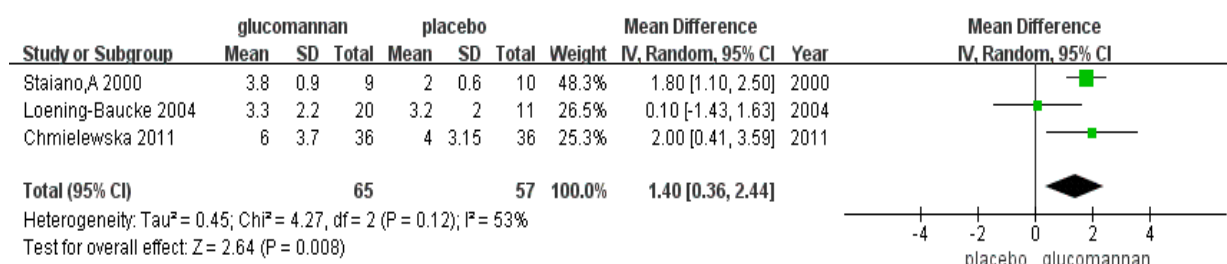 glucomannan placebo Mean Difference Mean Difference
Study or Subgroup Mean SD Total Mean SD Total Weight IV, Random, 95% CI Year IV, Random, 95% CI
Staiano,A 2000 3.8 0.9 9 2 0.6 10 48.3% 1.80 [1.10, 2.50] 2000
Loening-Baucke 2004 3.3 2.2 20 3.2 2 11 26.5% 0.10 [-1.43, 1.63] 2004
Chmielewska 2011 6 3.7 36 4 3.15 36 25.3% 2.00 [0.41, 3.59] 2011
Total (95% CI) 65 57 100.0% 1.40 [0.36, 2.44]
Heterogeneity: Tau² = 0.45; Chi² = 4.27, df = 2 (P = 0.12); I² = 53%
Test for overall effect: Z = 2.64 (P = 0.008)
-4 -2 0 2 4
placebo glucomannan